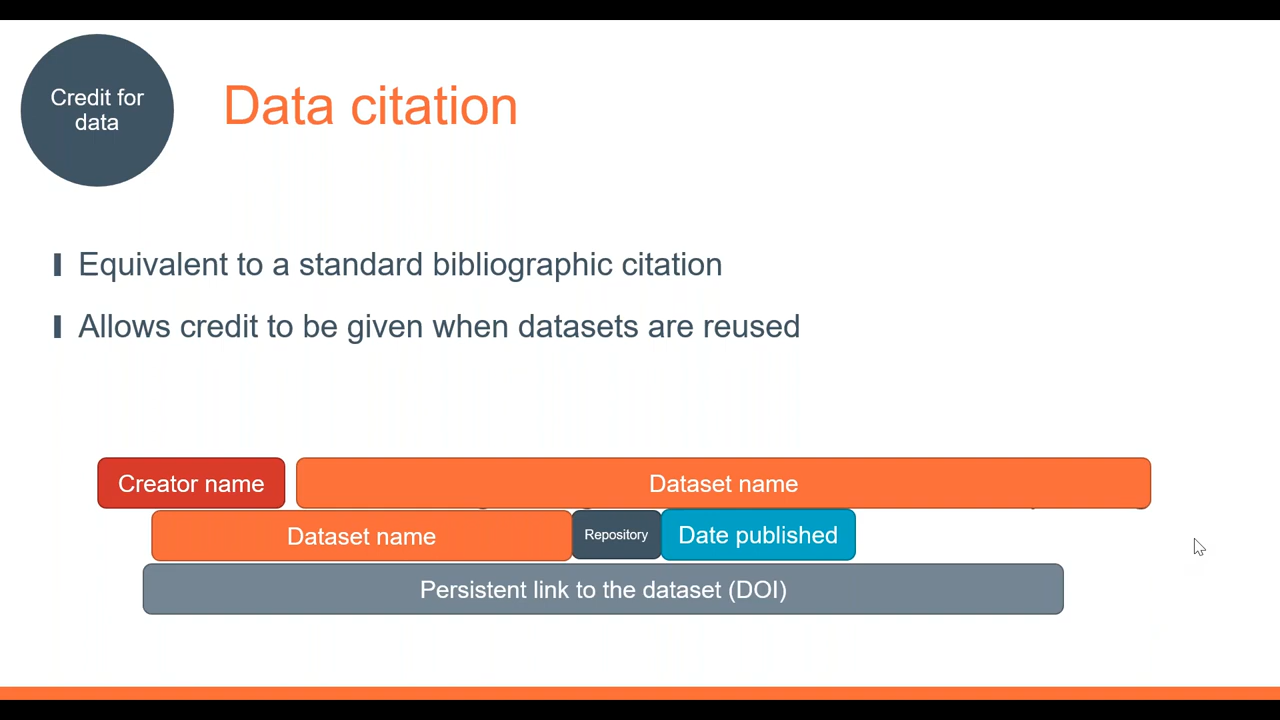 Credit for
data
Data citation
Equivalent to a standard bibliographic citation
Allows credit to be given when datasets are reused
Creator name
Dataset name
Dataset name
Repository
Date published
Persistent link to the dataset (DOI)